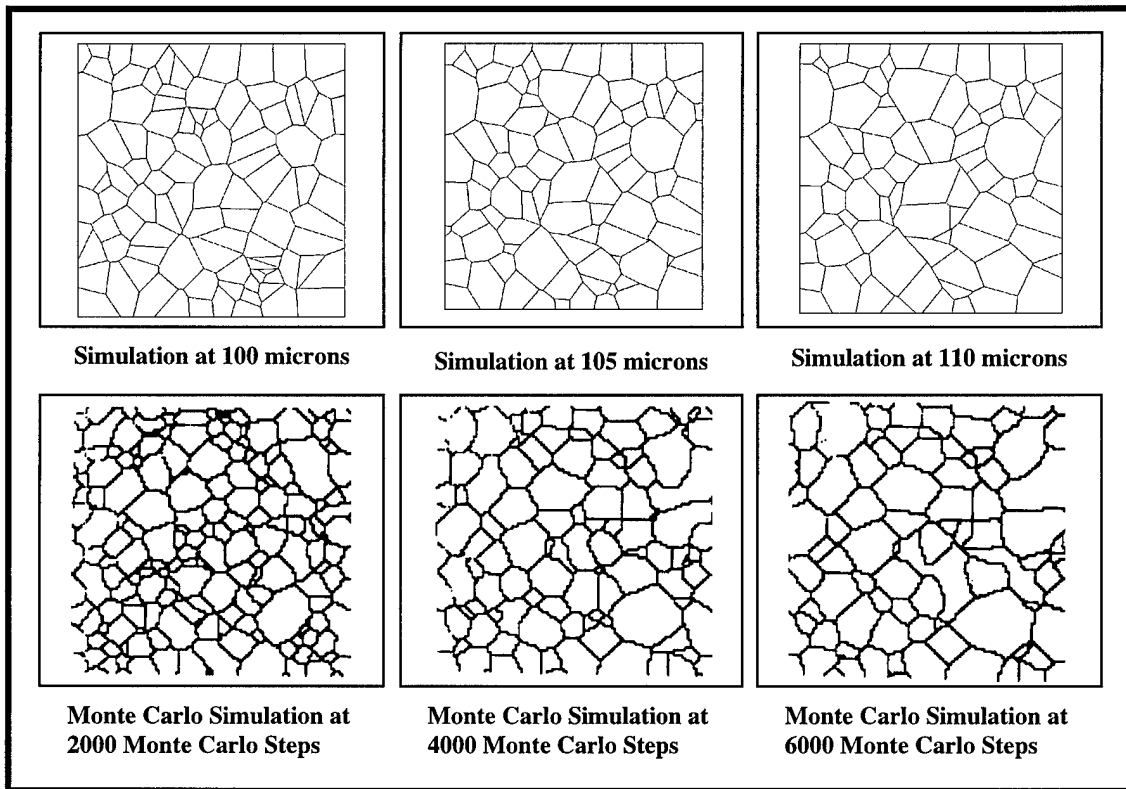 Simulation at 100 microns
Simulation at 105 microns
Simulation at 110 microns
Monte Carlo Simulation at
2000 Monte Carlo Steps
Monte Carlo Simulation at
4000 Monte Carlo Steps
Monte Carlo Simulation at
6000 Monte Carlo Steps